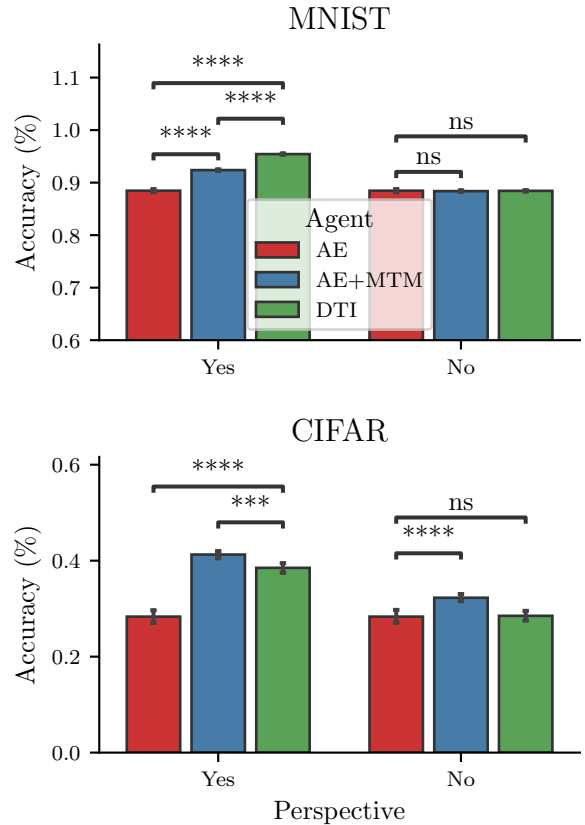 MNIST
Accuracy (%)
1.1
1.0
0.9
0.8
0.7
0.6
****
****
****
ns
ns
Agent
AE
AE+MTM
DTI
Yes
No
CIFAR
Accuracy (%)
0.6
0.4
0.2
0.0
****
***
ns
****
Yes
No
Perspective